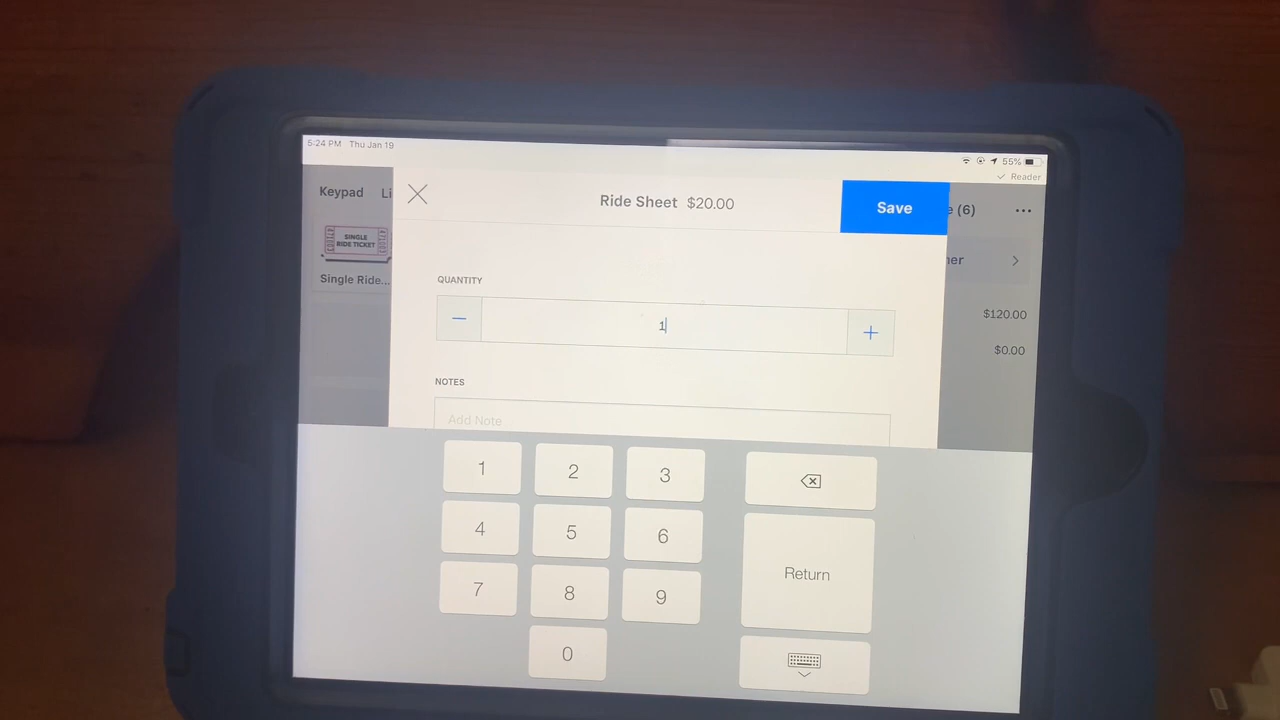 5:24 PM Thu Jan 19
55%
Reader
Keypad Li
Ride Sheet $20.00
Save
e (6)
SINGLE
RIDE TICKET
Single Ride...
ner
QUANTITY
1
$120.00
$0.00
NOTES
Add Note
1 2 3
4 5 6
Return
7 8 9
0